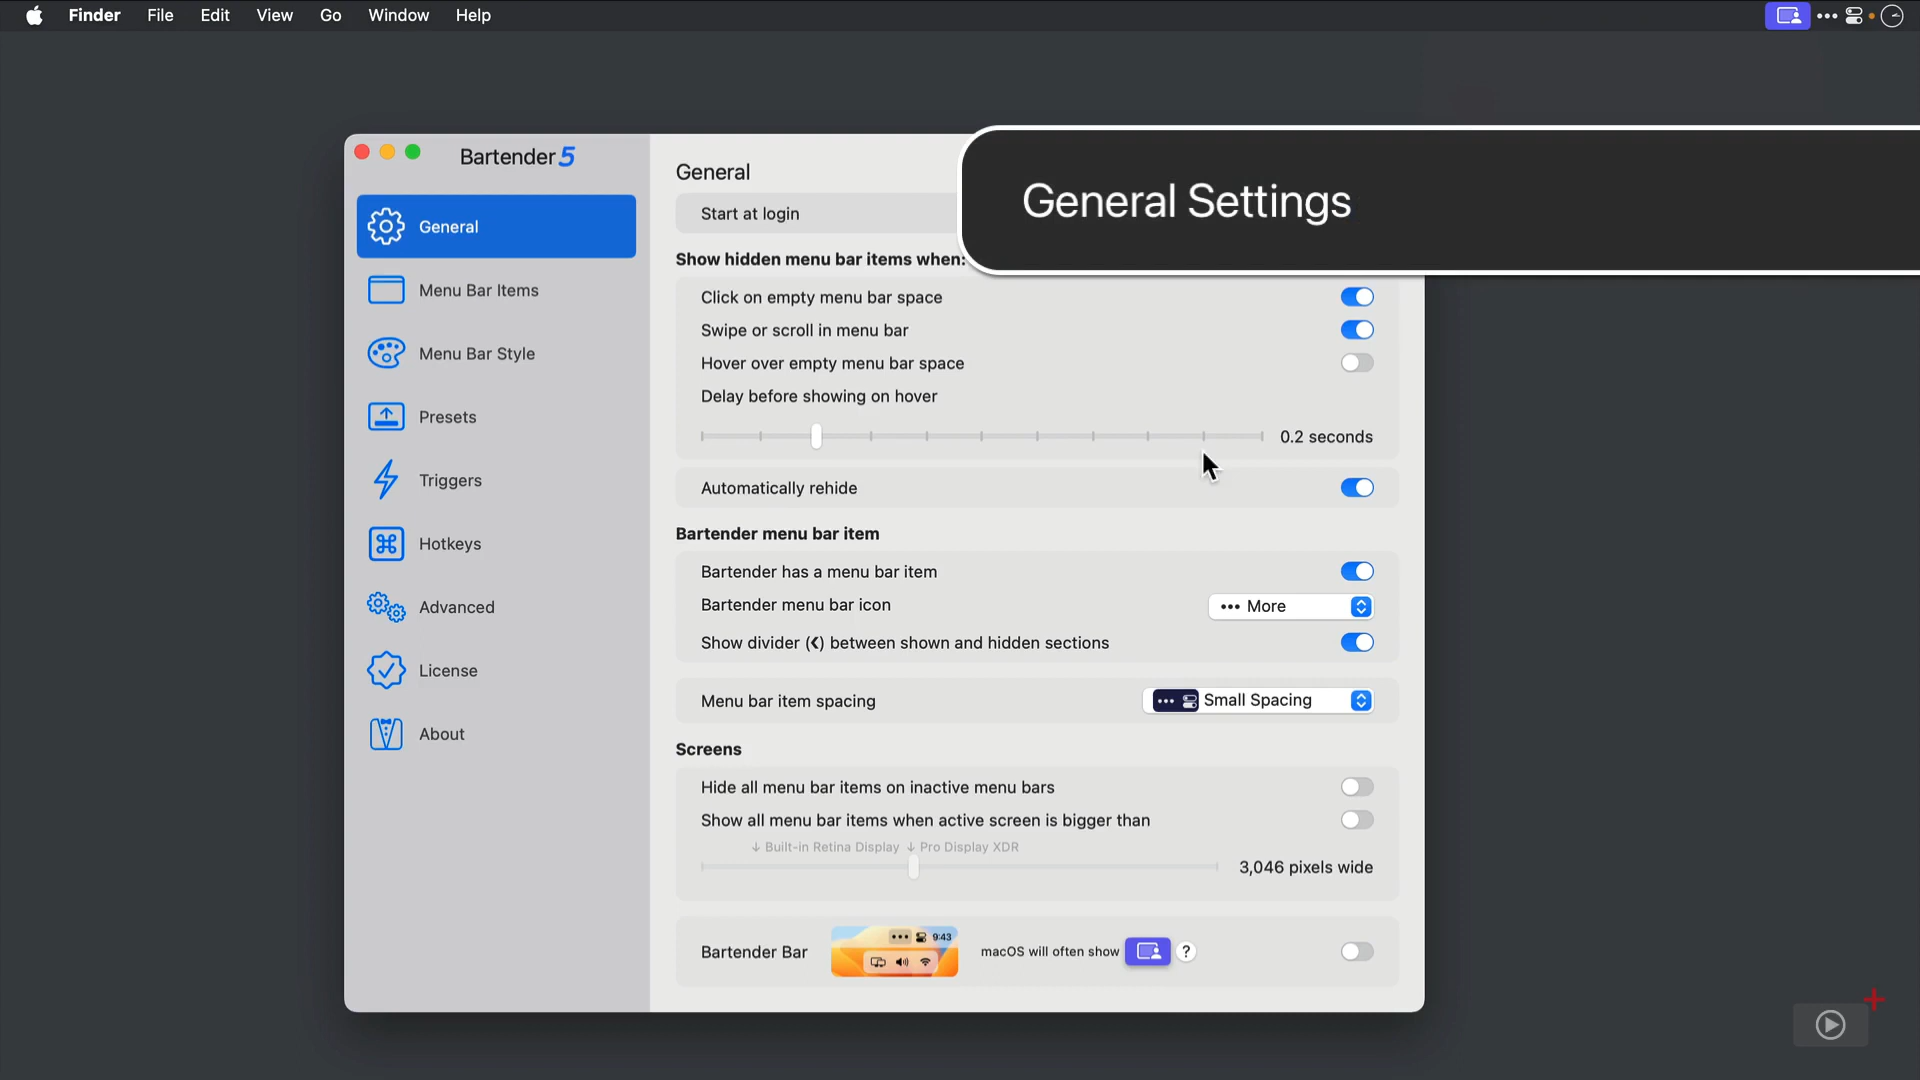 Finder File Edit View Go Window Help
Bartender 5
General
Menu Bar Items
Menu Bar Style
Presets
Triggers
Hotkeys
Advanced
License
About
General Settings
General
Start at login
Show hidden menu bar items when:
Click on empty menu bar space
Swipe or scroll in menu bar
Hover over empty menu bar space
Delay before showing on hover
0.2 seconds
Automatically rehide
Bartender menu bar item
Bartender has a menu bar item
Bartender menu bar icon
••• More
Show divider (❮) between shown and hidden sections
Menu bar item spacing
••• Small Spacing
Screens
Hide all menu bar items on inactive menu bars
Show all menu bar items when active screen is bigger than
↓ Built-in Retina Display ↓ Pro Display XDR
3,046 pixels wide
Bartender Bar
9:43
macOS will often show ?